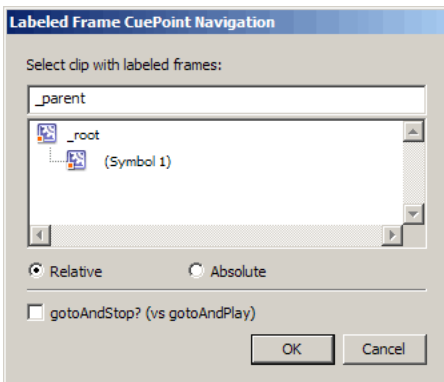 Labeled Frame CuePoint Navigation
Select clip with labeled frames:
_parent
_root
(Symbol 1)
Relative Absolute
gotoAndStop? (vs gotoAndPlay)
OK Cancel